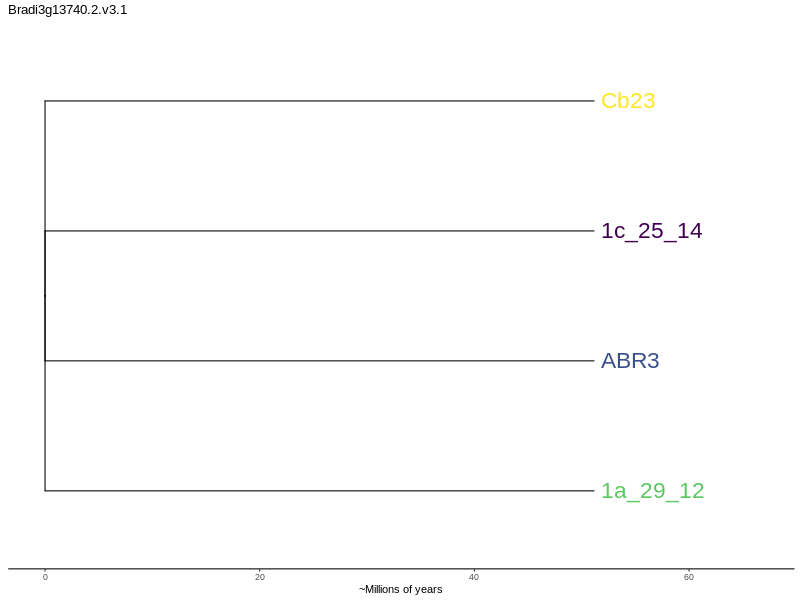 Bradi3g13740.2.v3.1
Cb23
1c_25_14
ABR3
1a_29_12
0 20 40 60
~Millions of years